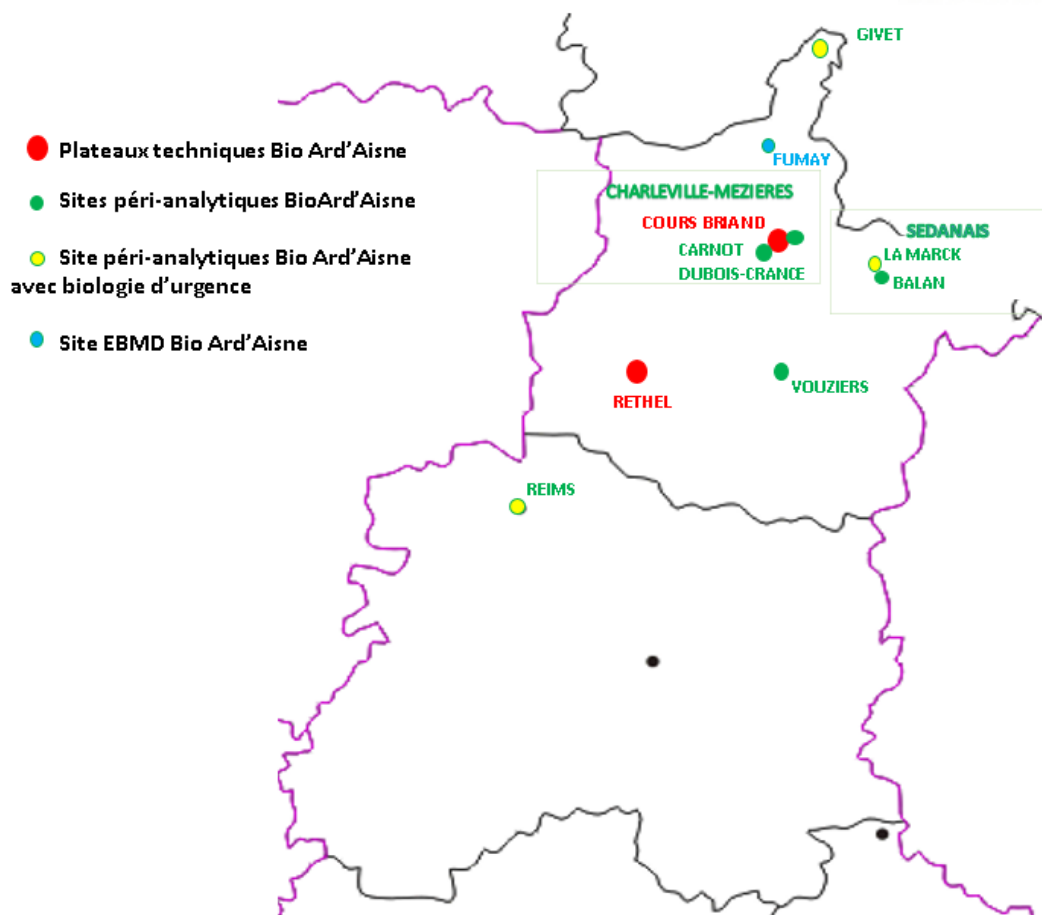 GIVET
Plateaux techniques Bio Ard'Aisne
FUMAY
Sites péri-analytiques BioArd'Aisne
CHARLEVILLE-MEZIERES
COURS BRIAND
SEDANAIS
CARNOT
LA MARCK
Site péri-analytiques Bio Ard'Aisne
avec biologie d'urgence
DUBOIS-CRANCE
BALAN
Site EBMD Bio Ard'Aisne
RETHEL
VOUZIERS
REIMS